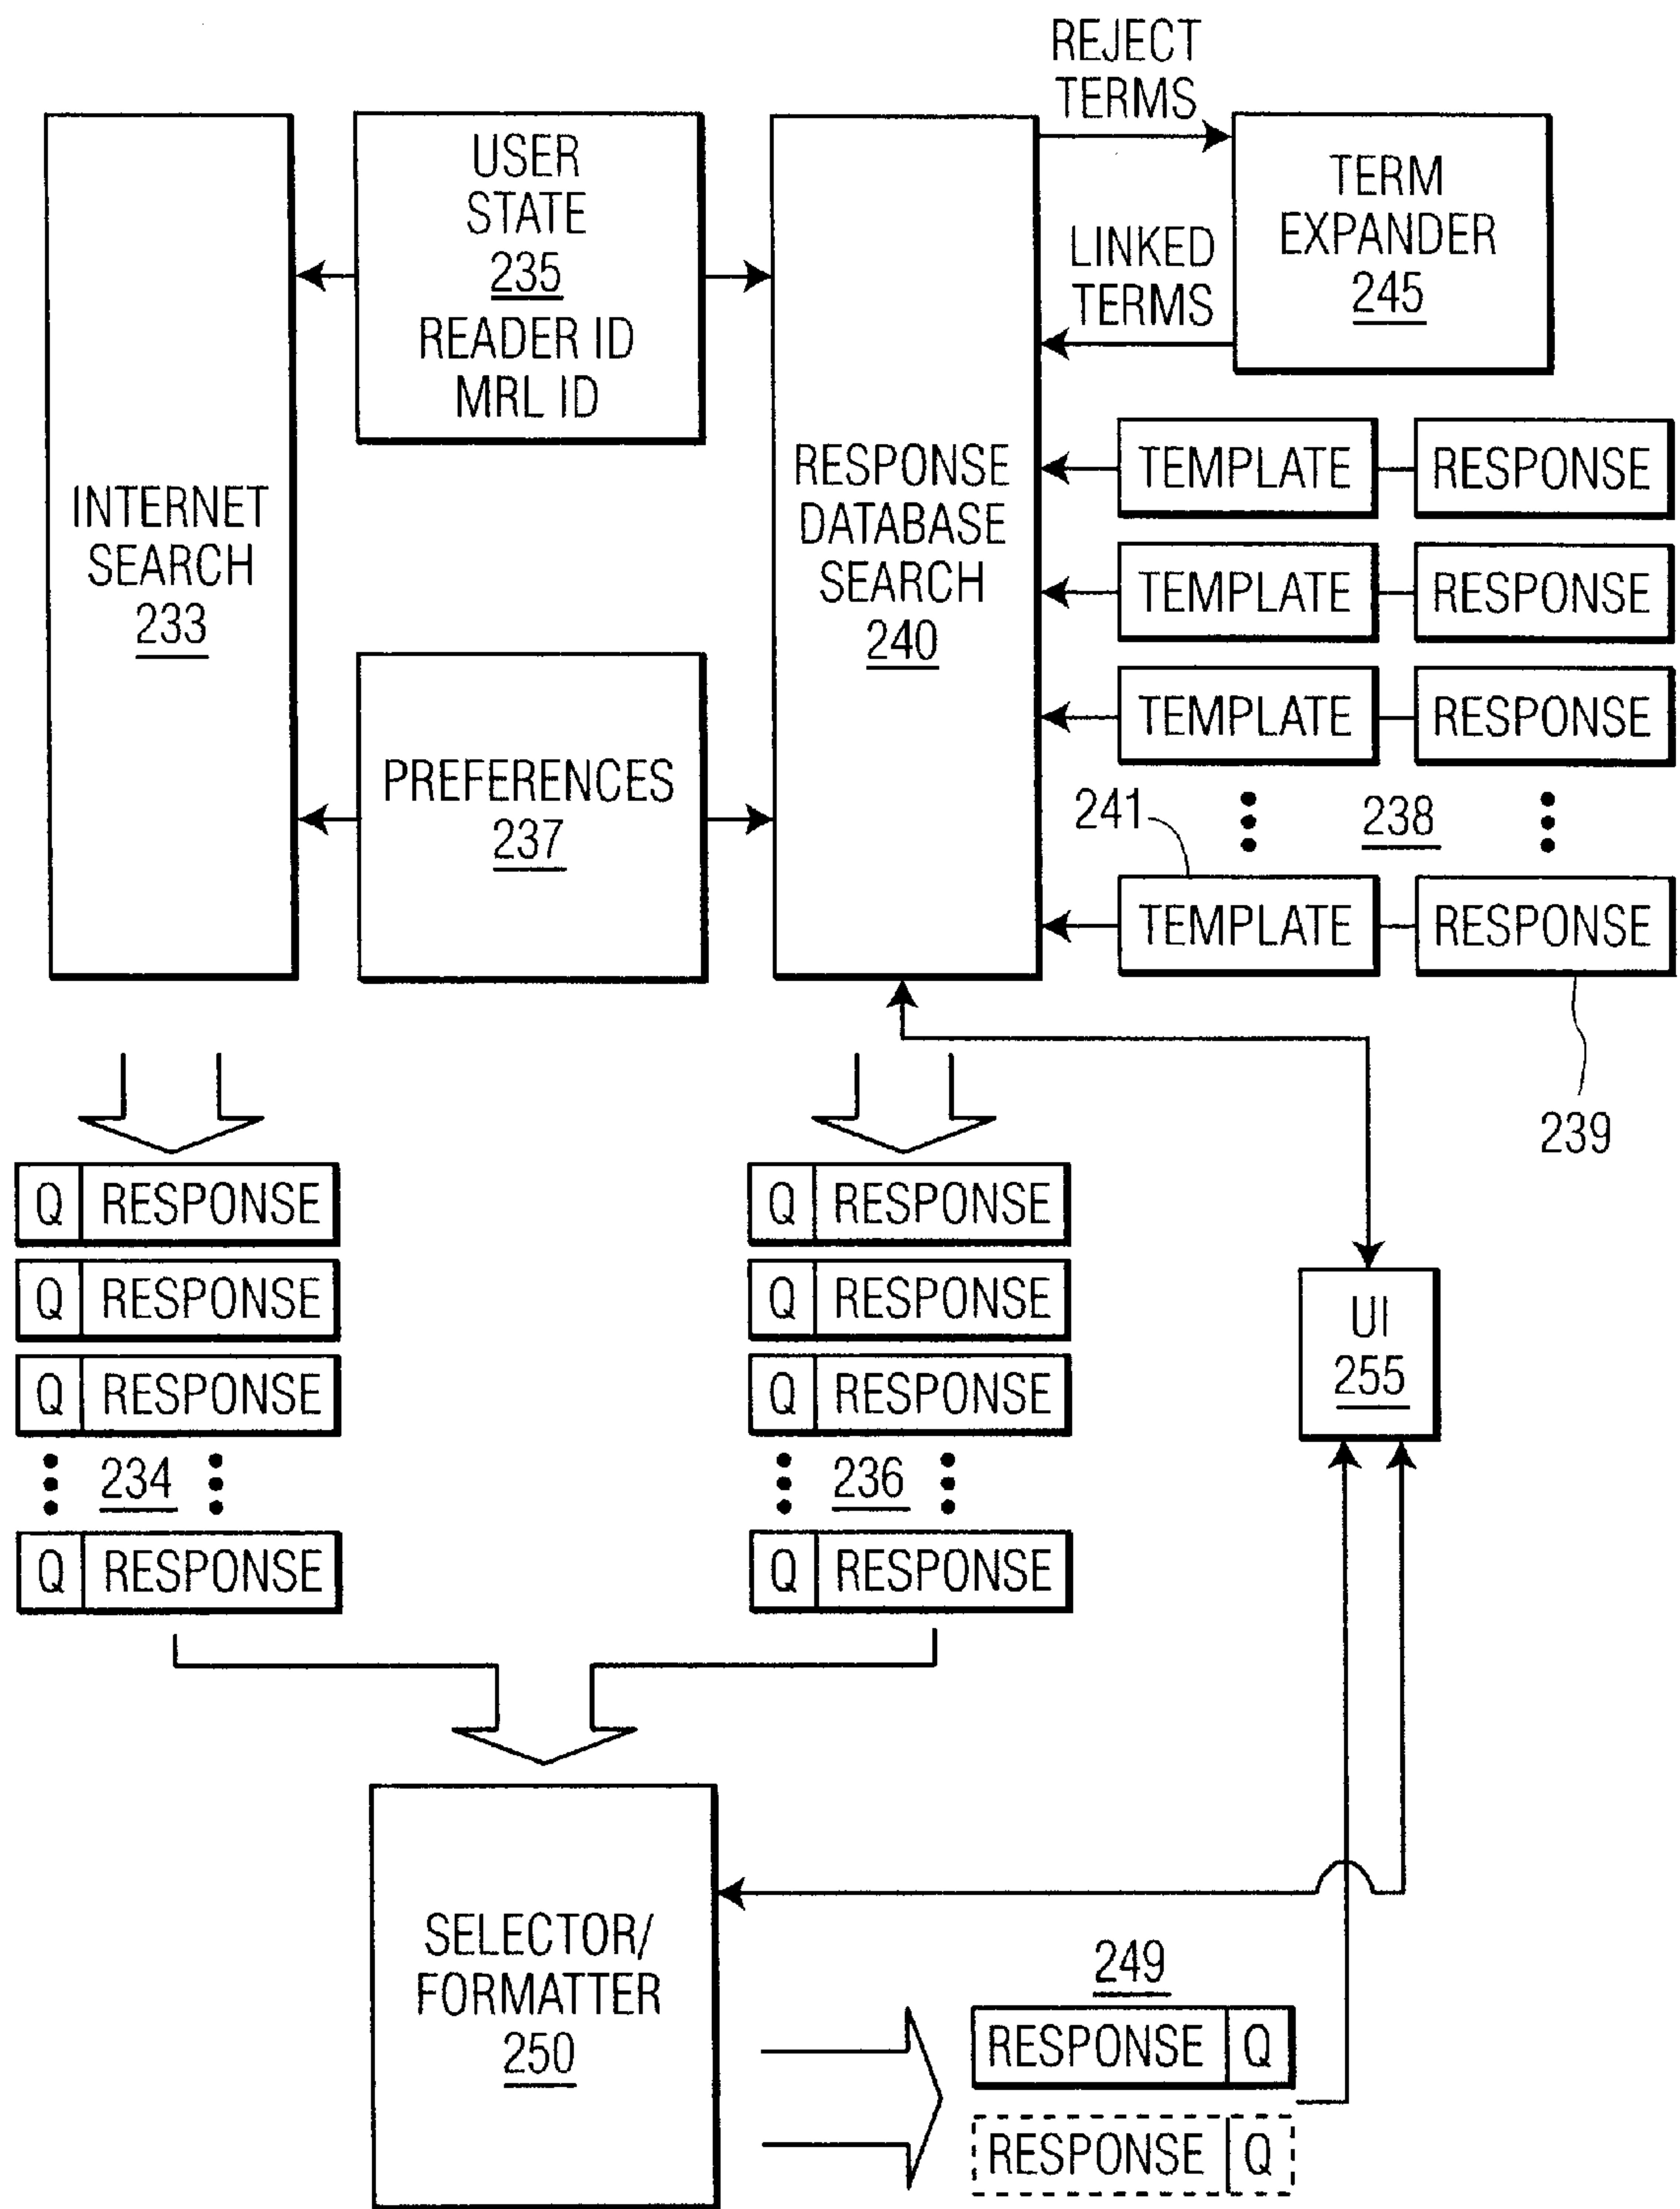 REJECT
TERMS
USER
STATE
235
READER ID
MRL ID
TERM
EXPANDER
245
LINKED
TERMS
INTERNET
SEARCH
233
RESPONSE
DATABASE
SEARCH
240
TEMPLATE RESPONSE
TEMPLATE RESPONSE
TEMPLATE RESPONSE
PREFERENCES
237
241
238
TEMPLATE RESPONSE
239
Q RESPONSE
Q RESPONSE
Q RESPONSE
234
Q RESPONSE
Q RESPONSE
Q RESPONSE
Q RESPONSE
236
Q RESPONSE
UI
255
SELECTOR/
FORMATTER
250
249
RESPONSE Q
RESPONSE Q